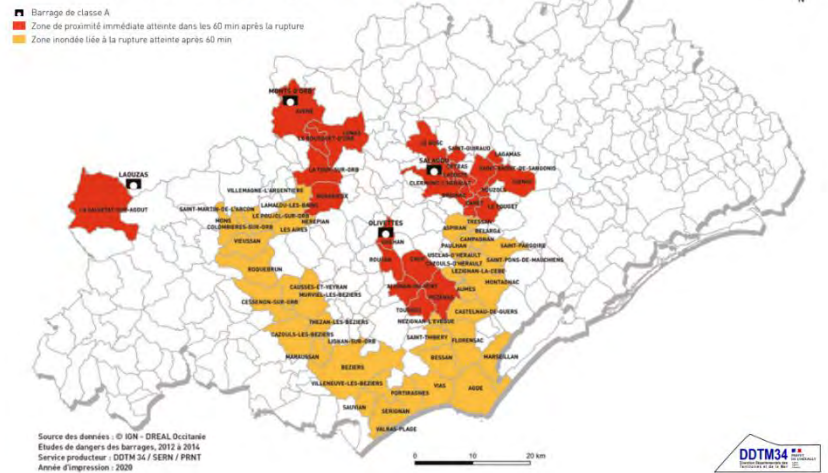 N
Barrage de classe A
Zone de proximité immédiate atteinte dans les 60 min après la rupture
Zone inondée liée à la rupture atteinte après 60 min
MONTS D'ORB
AVENE
LUNAS
LE BOUSQUET-D'ORB
LA TOUR-SUR-ORB
BEDARIEUX
LAOUZAS
LA SALVETAT-SUR-AGOUT
VILLEMAGNE-L'ARGENTIERE
SAINT-MARTIN-DE-L'ARCON
LAMALOU-LES-BAINS
LE POUJOL-SUR-ORB
MONS
COLOMBIERES-SUR-ORB
HEREPIAN
LES AIRES
VIEUSSAN
ROQUEBRUN
CESSENON-SUR-ORB
CAUSSES-ET-VEYRAN
MURVIEL-LES-BEZIERS
THEZAN-LES-BEZIERS
CAZOULS-LES-BEZIERS
LIGNAN-SUR-ORB
MARAUSSAN
BEZIERS
VILLENEUVE-LES-BEZIERS
SAUVIAN
SERIGNAN
VALRAS-PLAGE
PORTIRAGNES
VIAS
AGDE
BESSAN
MARSEILLAN
SAINT-THIBERY
FLORENSAC
CASTELNAU-DE-GUERS
NEZIGNAN-L'EVEQUE
TOURBES
PEZENAS
CAUX
ROUJAN
OLIVETTES
AUMES
MONTAGNAC
LEZIGNAN-LA-CEBE
CAZOULS-D'HERAULT
USCLAS-D'HERAULT
SAINT-PONS-DE-MAUCHIENS
PAULHAN
CAMPAGNAN
SAINT-PARGOIRE
BELARGA
ASPIRAN
TRESSAN
LE POUGET
CANET
CLERMONT-L'HERAULT
SALAGOU
LE BOSC
SAINT-GUIRAUD
LAGAMAS
GIGNAC
Source des données : © IGN - DREAL Occitanie
Etudes de dangers des barrages, 2012 à 2014
Service producteur : DDTM 34 / SERN / PRNT
Année d'impression : 2020
0 10 20 km
DDTM34